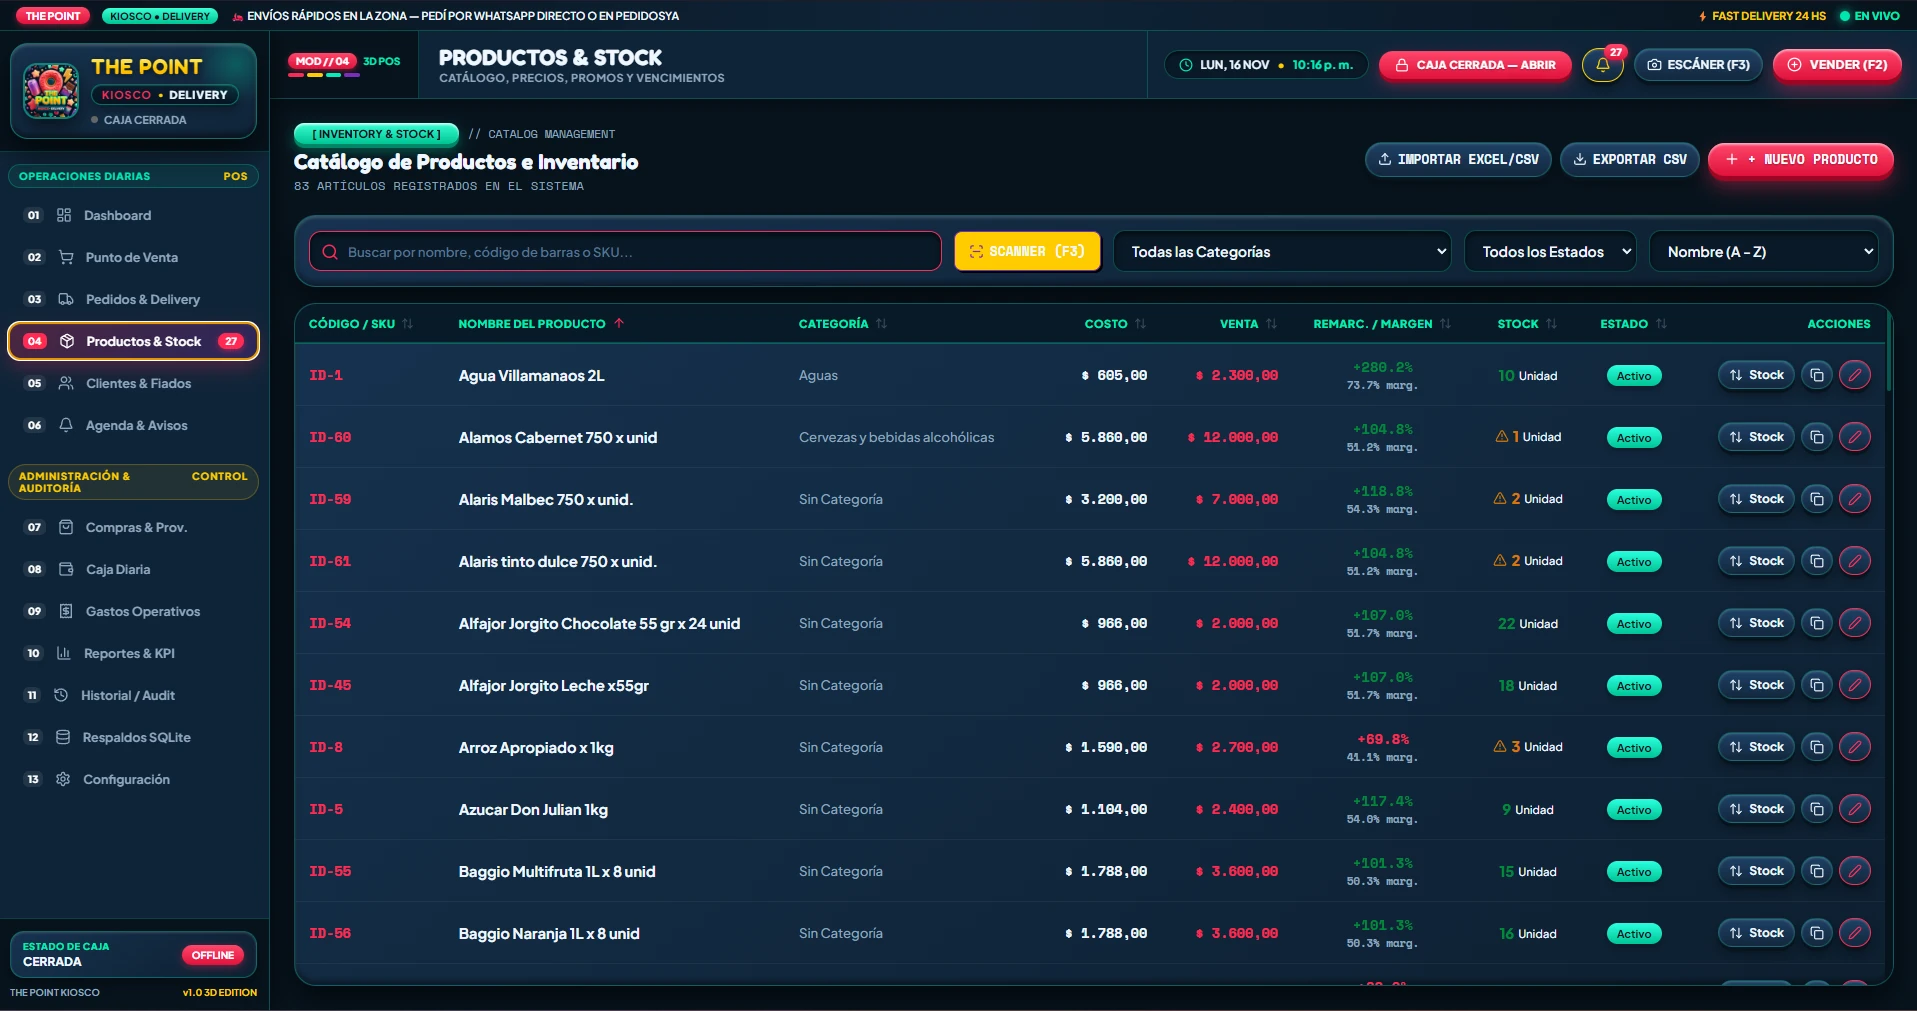 THE POINT
KIOSCO • DELIVERY
ENVÍOS RÁPIDOS EN LA ZONA — PEDÍ POR WHATSAPP DIRECTO O EN PEDIDOSYA
FAST DELIVERY 24 HS
EN VIVO
THE POINT
KIOSCO • DELIVERY
CAJA CERRADA
MOD // 04
3D POS
PRODUCTOS & STOCK
CATÁLOGO, PRECIOS, PROMOS Y VENCIMIENTOS
LUN, 16 NOV • 10:16 p. m.
CAJA CERRADA — ABRIR
27
ESCÁNER (F3)
VENDER (F2)
OPERACIONES DIARIAS POS
01 Dashboard
02 Punto de Venta
03 Pedidos & Delivery
04 Productos & Stock 27
05 Clientes & Fiados
06 Agenda & Avisos
ADMINISTRACIÓN & AUDITORÍA CONTROL
07 Compras & Prov.
08 Caja Diaria
09 Gastos Operativos
10 Reportes & KPI
11 Historial / Audit
12 Respaldos SQLite
13 Configuración
ESTADO DE CAJA
CERRADA
OFFLINE
THE POINT KIOSCO v1.0 3D EDITION
[ INVENTORY & STOCK ] // CATALOG MANAGEMENT
Catálogo de Productos e Inventario
83 ARTÍCULOS REGISTRADOS EN EL SISTEMA
IMPORTAR EXCEL/CSV
EXPORTAR CSV
+ NUEVO PRODUCTO
Buscar por nombre, código de barras o SKU...
SCANNER (F3)
Todas las Categorías
Todos los Estados
Nombre (A - Z)
CÓDIGO / SKU NOMBRE DEL PRODUCTO CATEGORÍA COSTO VENTA REMARC. / MARGEN STOCK ESTADO ACCIONES
ID-1 Agua Villamanaos 2L Aguas $ 605,00 $ 2.300,00 +280.2% 73.7% marg. 10 Unidad Activo Stock
ID-60 Alamos Cabernet 750 x unid Cervezas y bebidas alcohólicas $ 5.860,00 $ 12.000,00 +104.8% 51.2% marg. 1 Unidad Activo Stock
ID-59 Alaris Malbec 750 x unid. Sin Categoría $ 3.200,00 $ 7.000,00 +118.8% 54.3% marg. 2 Unidad Activo Stock
ID-61 Alaris tinto dulce 750 x unid. Sin Categoría $ 5.860,00 $ 12.000,00 +104.8% 51.2% marg. 2 Unidad Activo Stock
ID-54 Alfajor Jorgito Chocolate 55 gr x 24 unid Sin Categoría $ 966,00 $ 2.000,00 +107.0% 51.7% marg. 22 Unidad Activo Stock
ID-45 Alfajor Jorgito Leche x55gr Sin Categoría $ 966,00 $ 2.000,00 +107.0% 51.7% marg. 18 Unidad Activo Stock
ID-8 Arroz Apropiado x 1kg Sin Categoría $ 1.590,00 $ 2.700,00 +69.8% 41.1% marg. 3 Unidad Activo Stock
ID-5 Azucar Don Julian 1kg Sin Categoría $ 1.104,00 $ 2.400,00 +117.4% 54.0% marg. 9 Unidad Activo Stock
ID-55 Baggio Multifruta 1L x 8 unid Sin Categoría $ 1.788,00 $ 3.600,00 +101.3% 50.3% marg. 15 Unidad Activo Stock
ID-56 Baggio Naranja 1L x 8 unid Sin Categoría $ 1.788,00 $ 3.600,00 +101.3% 50.3% marg. 16 Unidad Activo Stock